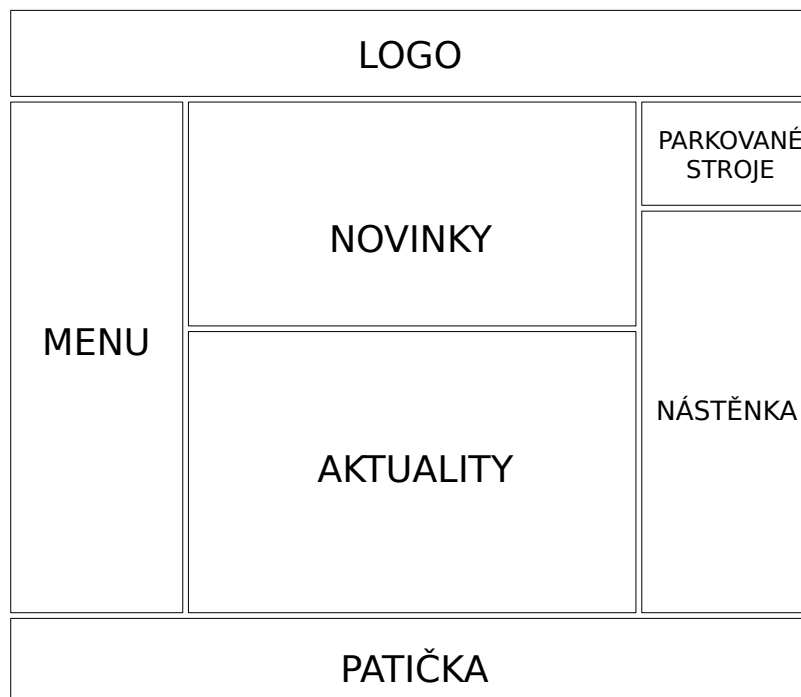 LOGO
MENU
NOVINKY
AKTUALITY
PARKOVANÉ
STROJE
NÁSTĚNKA
PATIČKA